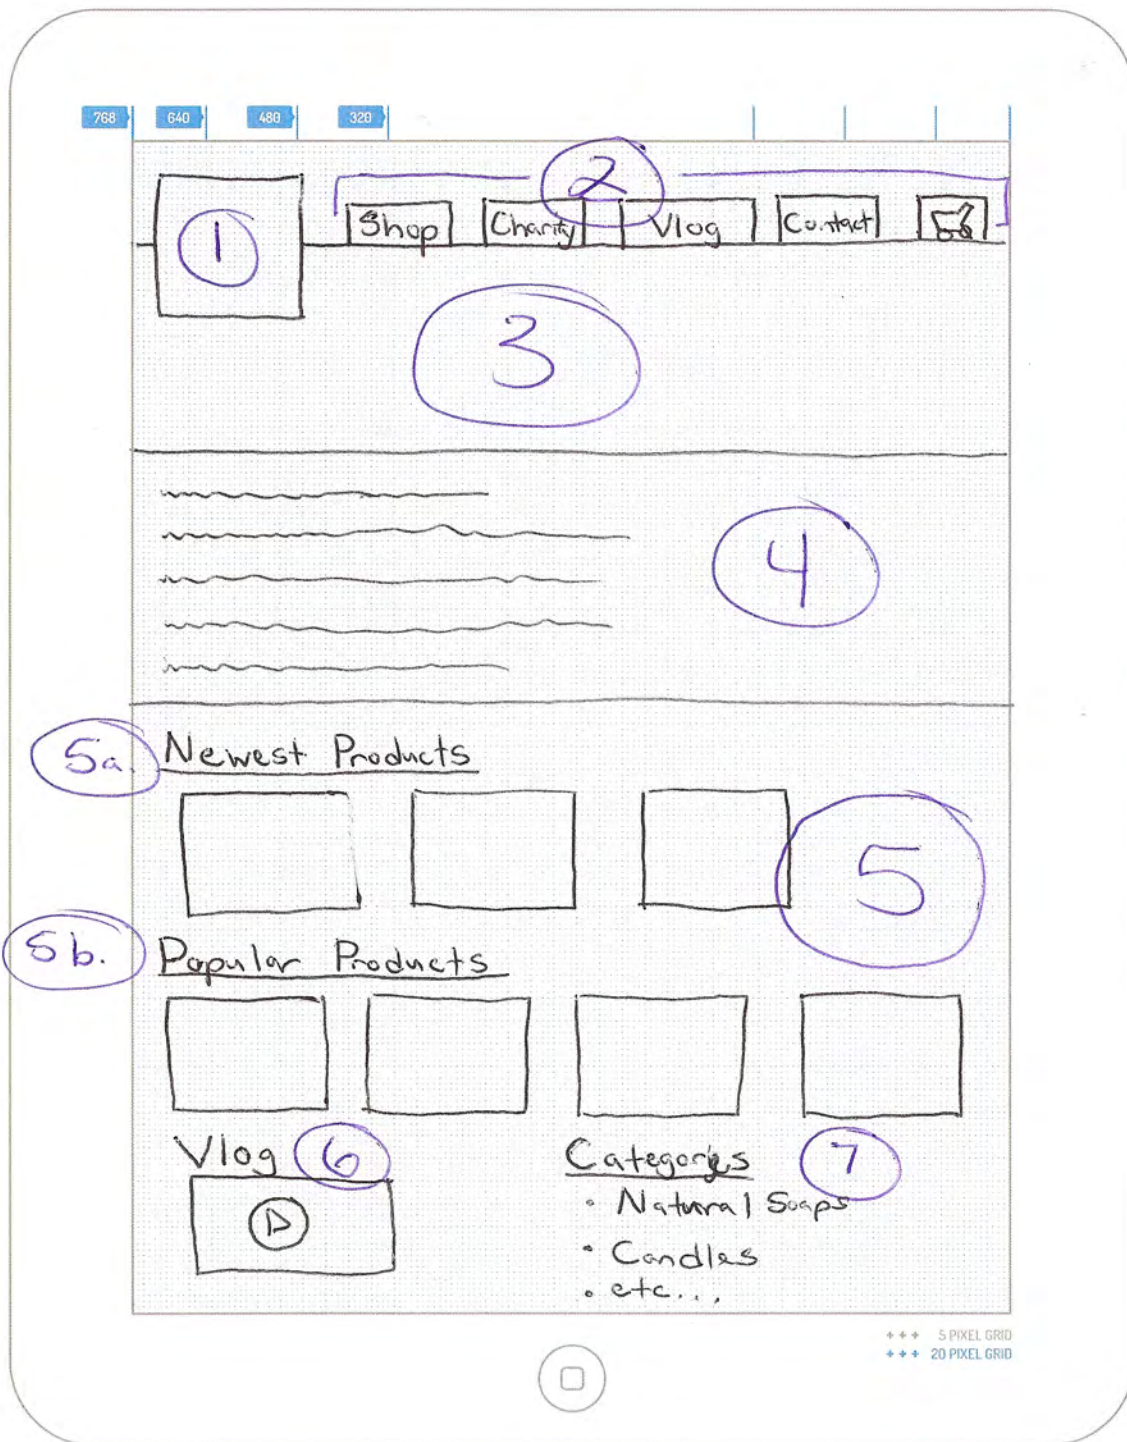 768 640 480 320
2
1
Shop Charity Vlog Contact
3
4
5a. Newest Products
5
5b. Popular Products
Vlog 6 Categories 7
• Natural Soaps
• Candles
• etc...
+++ 5 PIXEL GRID
+++ 20 PIXEL GRID